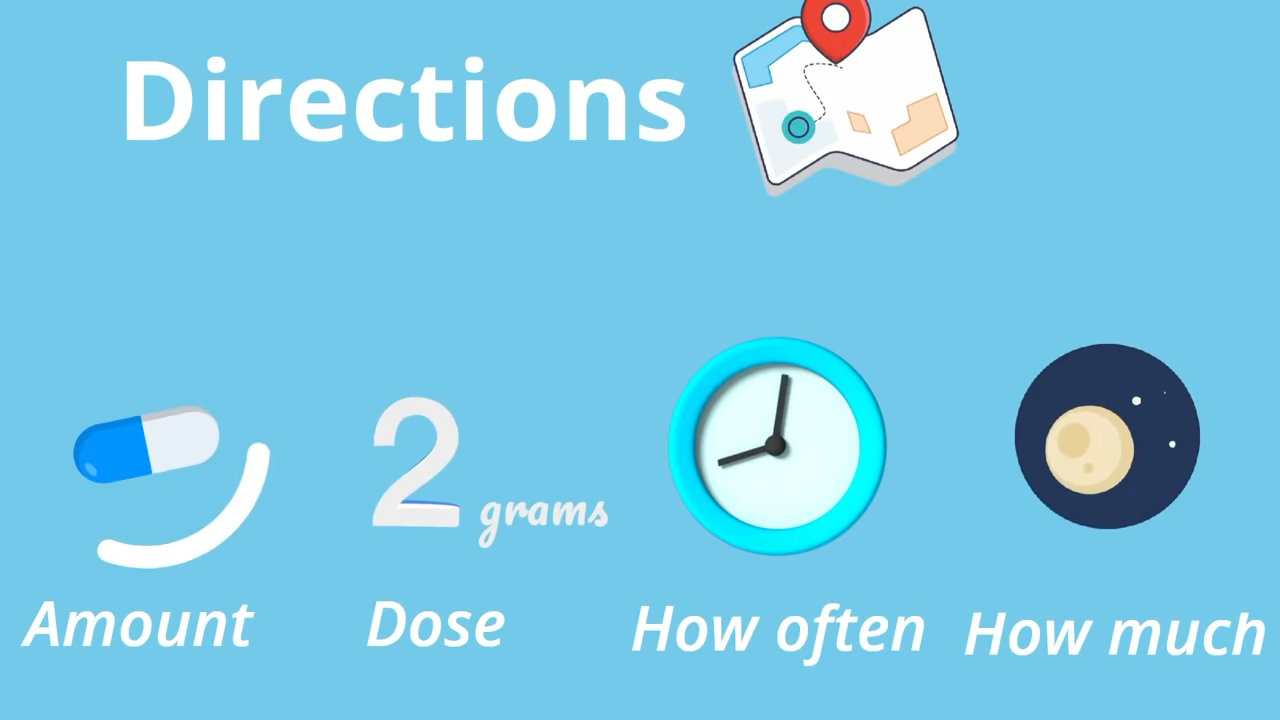 Directions
2 grams
Amount
Dose
How often
How much